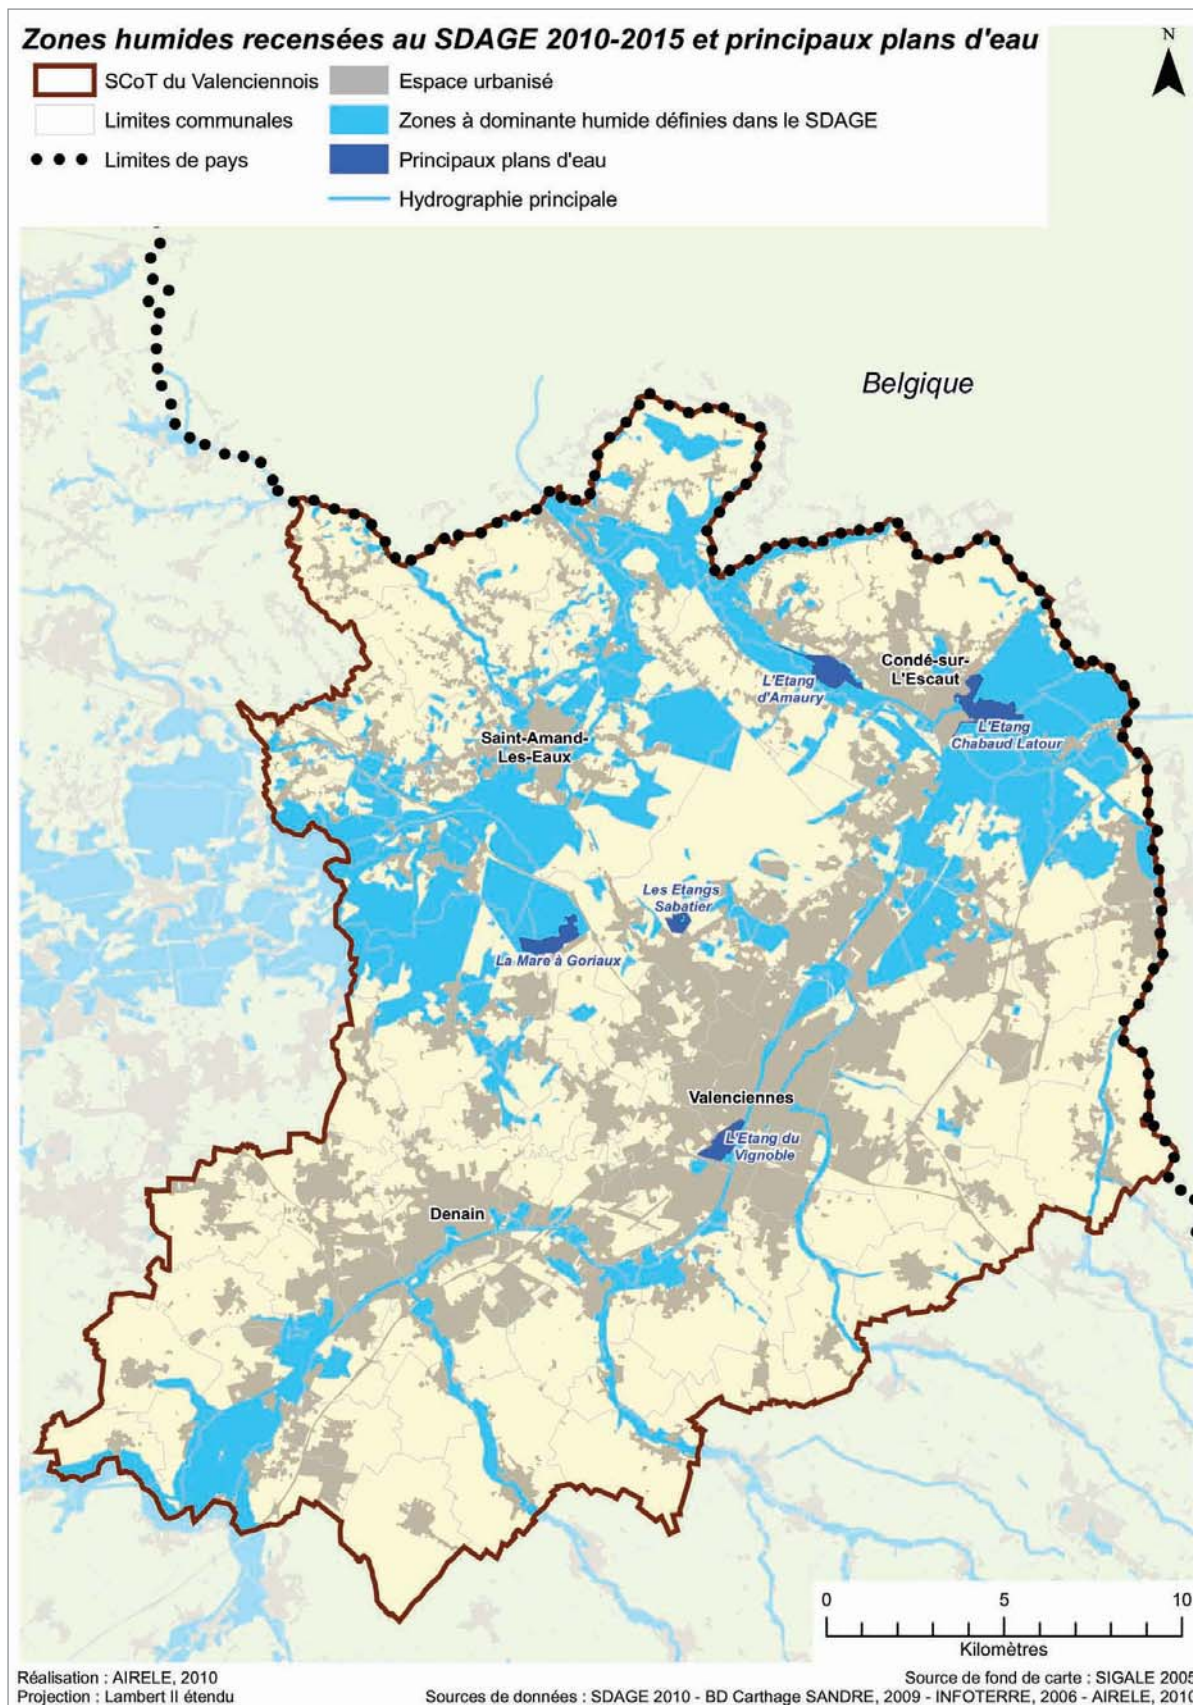 Zones humides recensées au SDAGE 2010-2015 et principaux plans d'eau
N
SCoT du Valenciennois
Espace urbanisé
Limites communales
Zones à dominante humide définies dans le SDAGE
Limites de pays
Principaux plans d'eau
Hydrographie principale
Belgique
Condé-sur-
L'Escaut
L'Etang
d'Amaury
L'Etang
Chabaud Latour
Saint-Amand-
Les-Eaux
Les Etangs
Sabatier
La Mare à Goriaux
Valenciennes
L'Etang du
Vignoble
Denain
0 5 10
Kilomètres
Réalisation : AIRELE, 2010
Source de fond de carte : SIGALE 2005
Projection : Lambert II étendu
Sources de données : SDAGE 2010 - BD Carthage SANDRE, 2009 - INFOTERRE, 2006 - AIRELE, 201